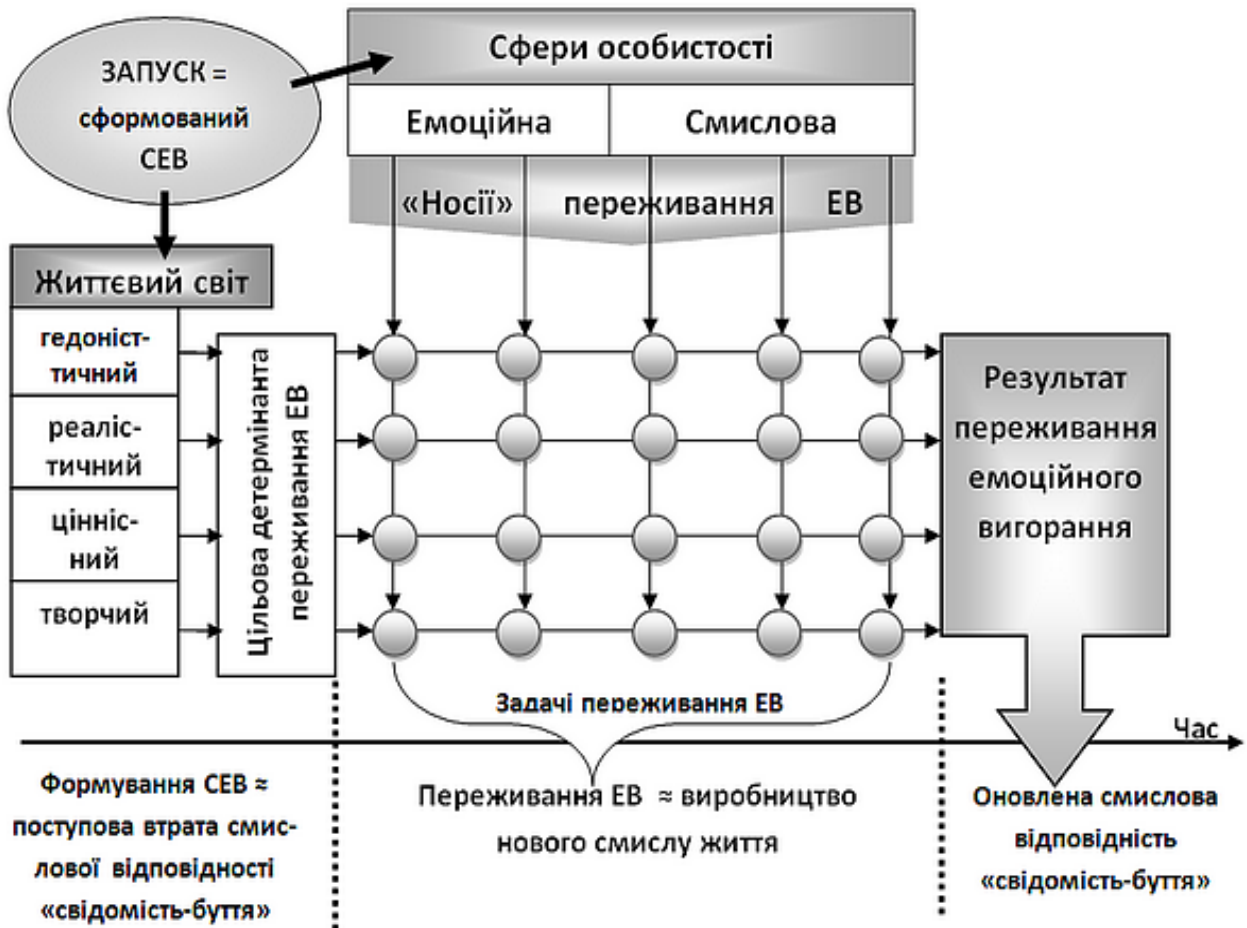 ЗАПУСК =
сформований
СЕВ
Сфери особистості
Емоційна
Смислова
«Носії» переживання ЕВ
Життєвий світ
гедоніст-
тичний
реаліс-
тичний
ціннiс-
ний
творчий
Цільова детермінанта
переживання ЕВ
Результат
переживання
емоційного
вигорання
Задачі переживання ЕВ
Час
Формування СЕВ ≈
поступова втрата смис-
лової відповідності
«свідомість-буття»
Переживання ЕВ ≈ виробництво
нового смислу життя
Оновлена смислова
відповідність
«свідомість-буття»